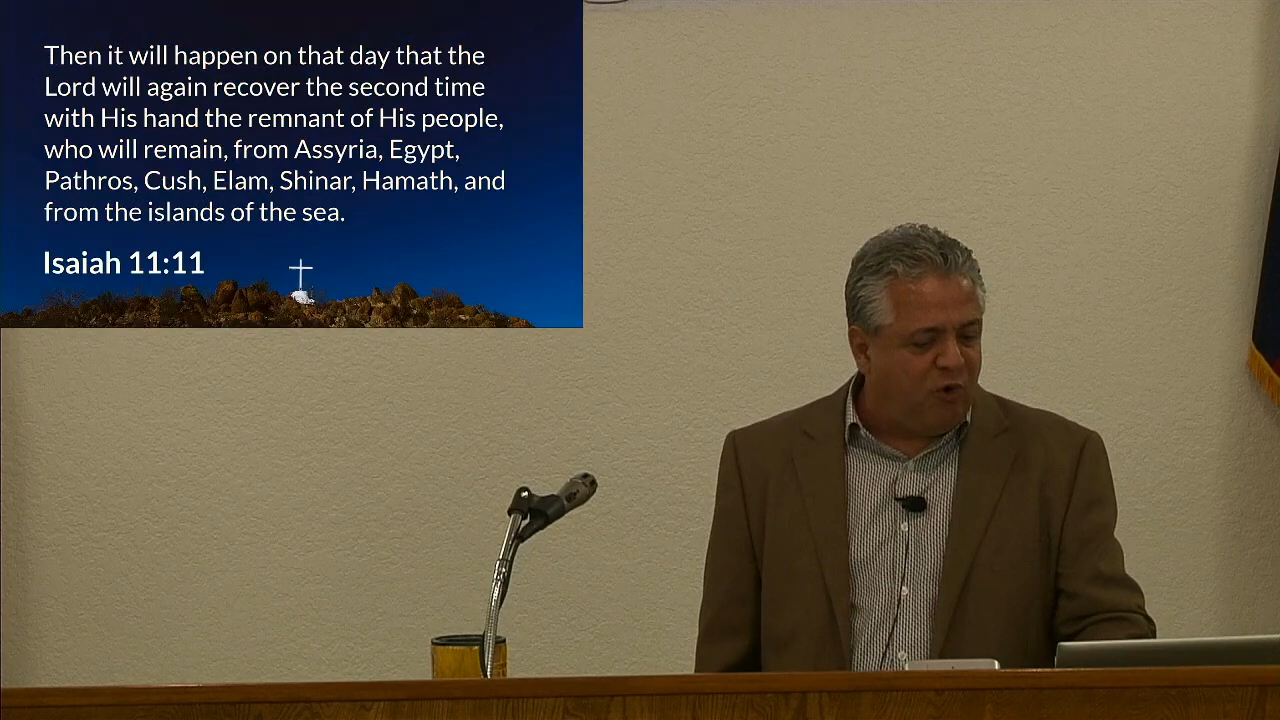 Then it will happen on that day that the
Lord will again recover the second time
with His hand the remnant of His people,
who will remain, from Assyria, Egypt,
Pathros, Cush, Elam, Shinar, Hamath, and
from the islands of the sea.
Isaiah 11:11